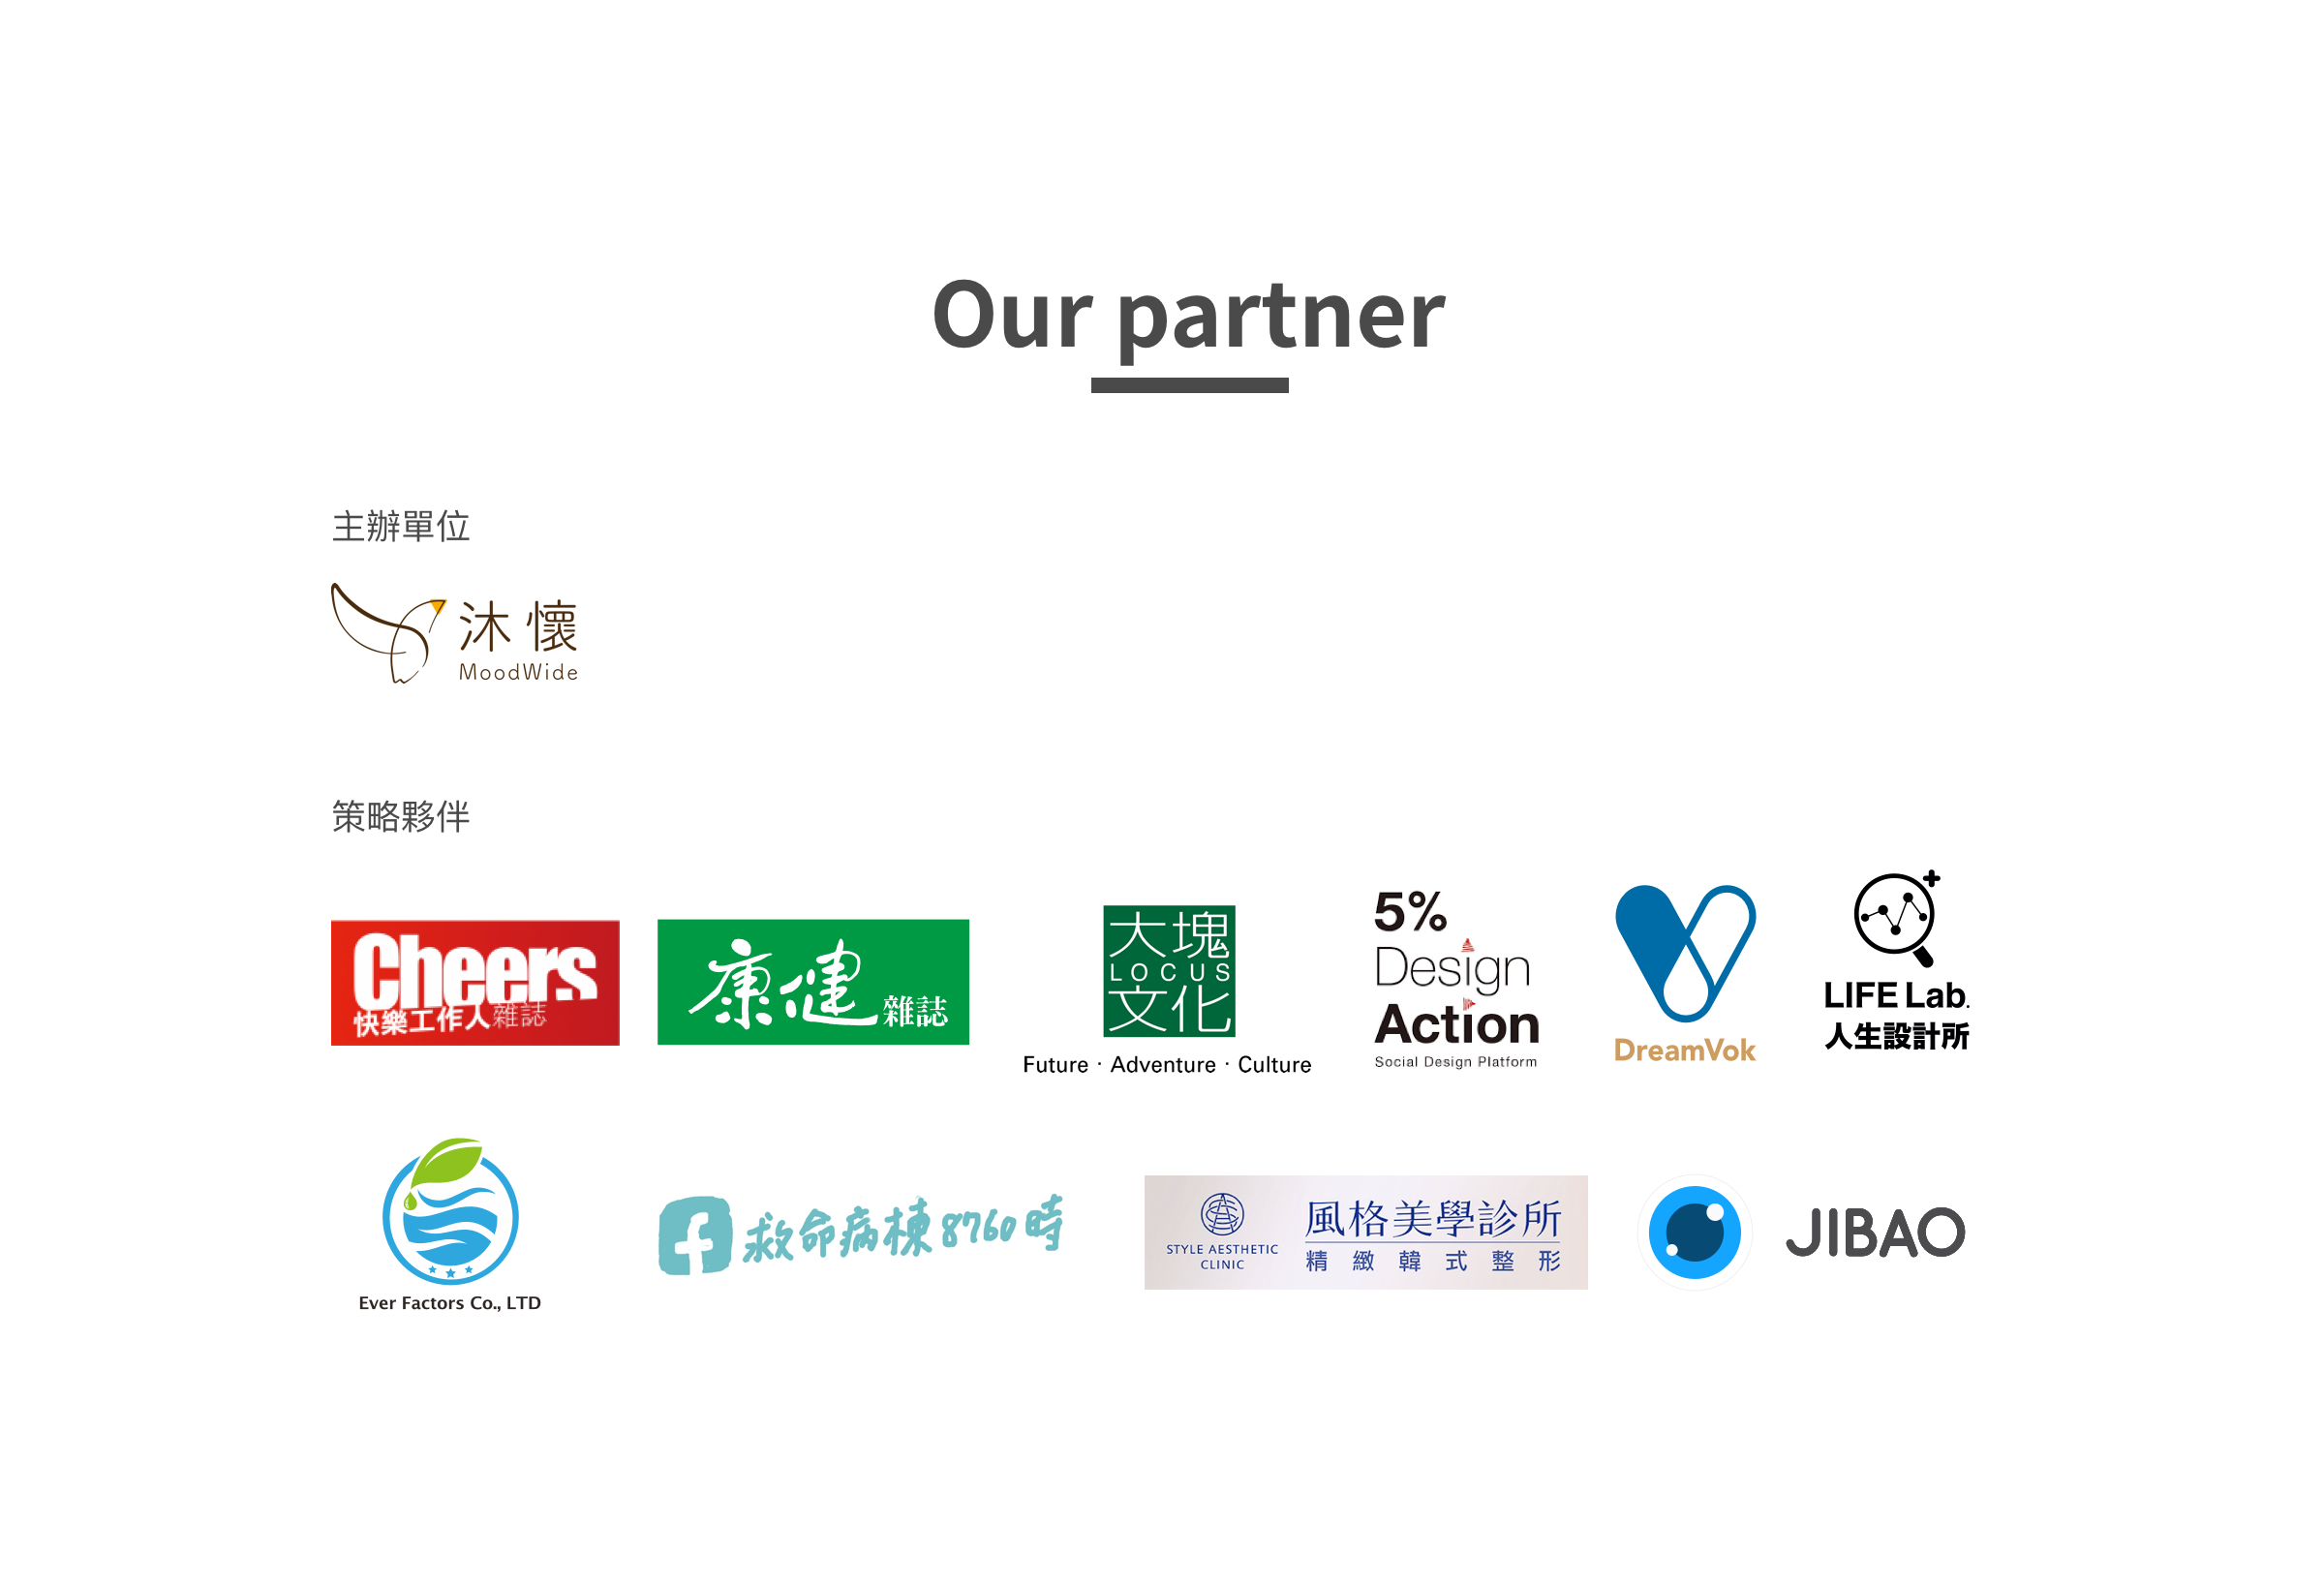 Our partner
主辦單位
沐懷
MoodWide
策略夥伴
Cheers
快樂工作人雜誌
康健雜誌
大塊
LOCUS
文化
Future · Adventure · Culture
5%
Design
Action
Social Design Platform
DreamVok
LIFE Lab.
人生設計所
Ever Factors Co., LTD
救命病棟8760時
STYLE AESTHETIC
CLINIC
風格美學診所
精緻韓式整形
JIBAO